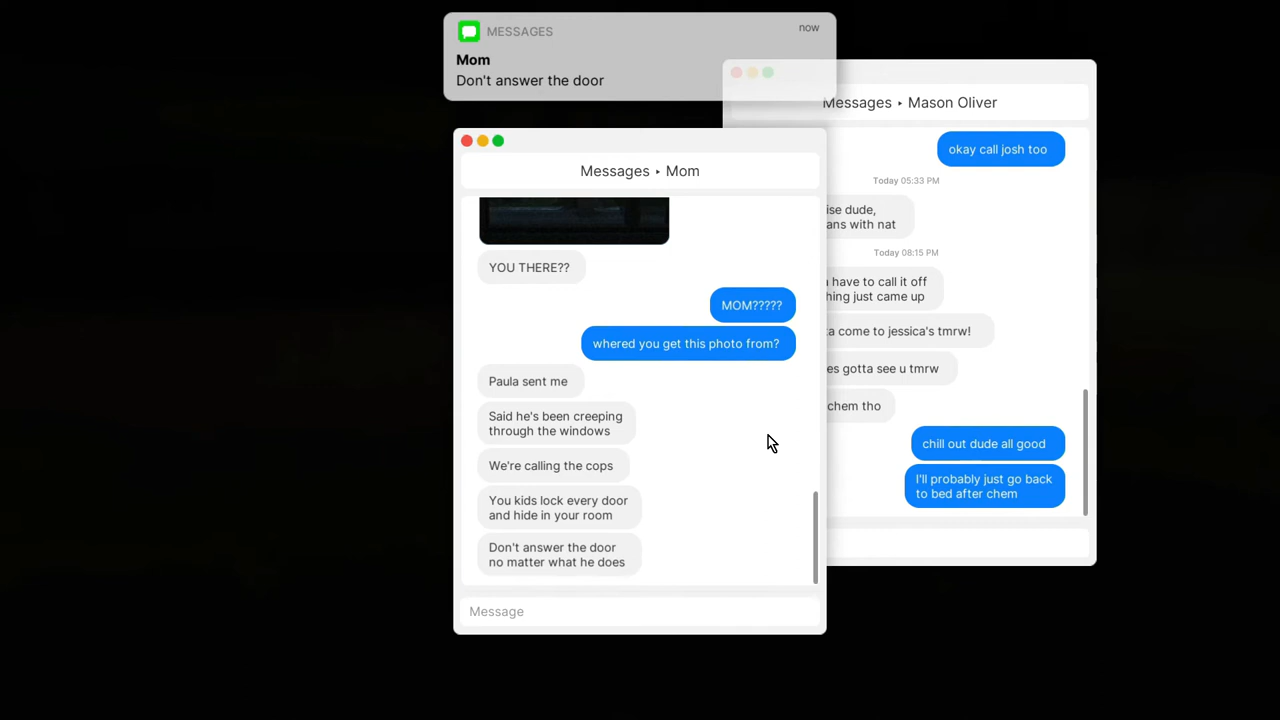 MESSAGES
now
Mom
Don't answer the door
Messages ‣ Mason Oliver
okay call josh too
Today 05:33 PM
dude,
with nat
Today 08:15 PM
have to call it off
just came up
come to jessica's tmrw!
gotta see u tmrw
chem tho
chill out dude all good
I'll probably just go back
to bed after chem
Messages ‣ Mom
YOU THERE??
MOM?????
whered you get this photo from?
Paula sent me
Said he's been creeping
through the windows
We're calling the cops
You kids lock every door
and hide in your room
Don't answer the door
no matter what he does
Message